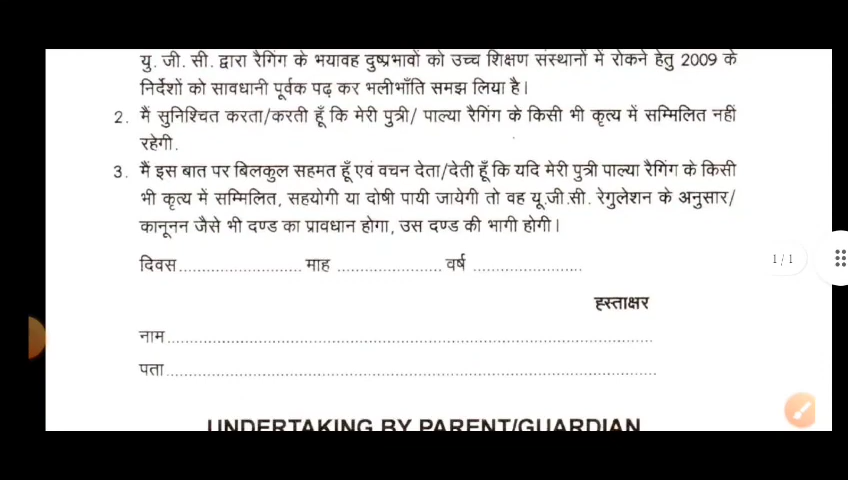 यु. जी. सी. द्वारा रैगिंग के भयावह दुष्प्रभावों को उच्च शिक्षण संस्थानों में रोकने हेतु 2009 के
निर्देशों को सावधानी पूर्वक पढ़ कर भलीभाँति समझ लिया है।
2. मैं सुनिश्चित करता/करती हूँ कि मेरी पुत्री/ पाल्या रैगिंग के किसी भी कृत्य में सम्मिलित नहीं
रहेगी.
3. मैं इस बात पर बिलकुल सहमत हूँ एवं वचन देता/देती हूँ कि यदि मेरी पुत्री पाल्या रैगिंग के किसी
भी कृत्य में सम्मिलित, सहयोगी या दोषी पायी जायेगी तो वह यू.जी.सी. रेगुलेशन के अनुसार/
कानूनन जैसे भी दण्ड का प्रावधान होगा, उस दण्ड की भागी होगी।
दिवस........................... माह ....................... वर्ष ........................
1/1
ह्स्ताक्षर
नाम....................................................................................................
पता.....................................................................................................
UNDERTAKING BY PARENT/GUARDIAN